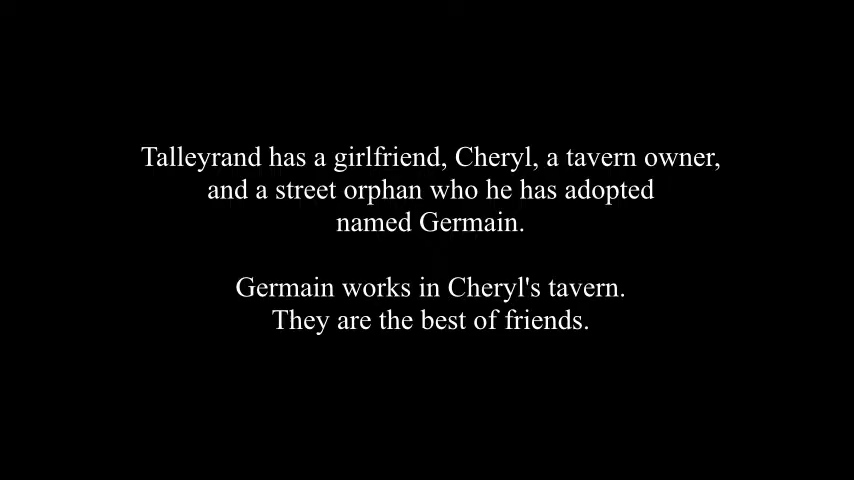 Talleyrand has a girlfriend, Cheryl, a tavern owner,
and a street orphan who he has adopted
named Germain.
Germain works in Cheryl's tavern.
They are the best of friends.